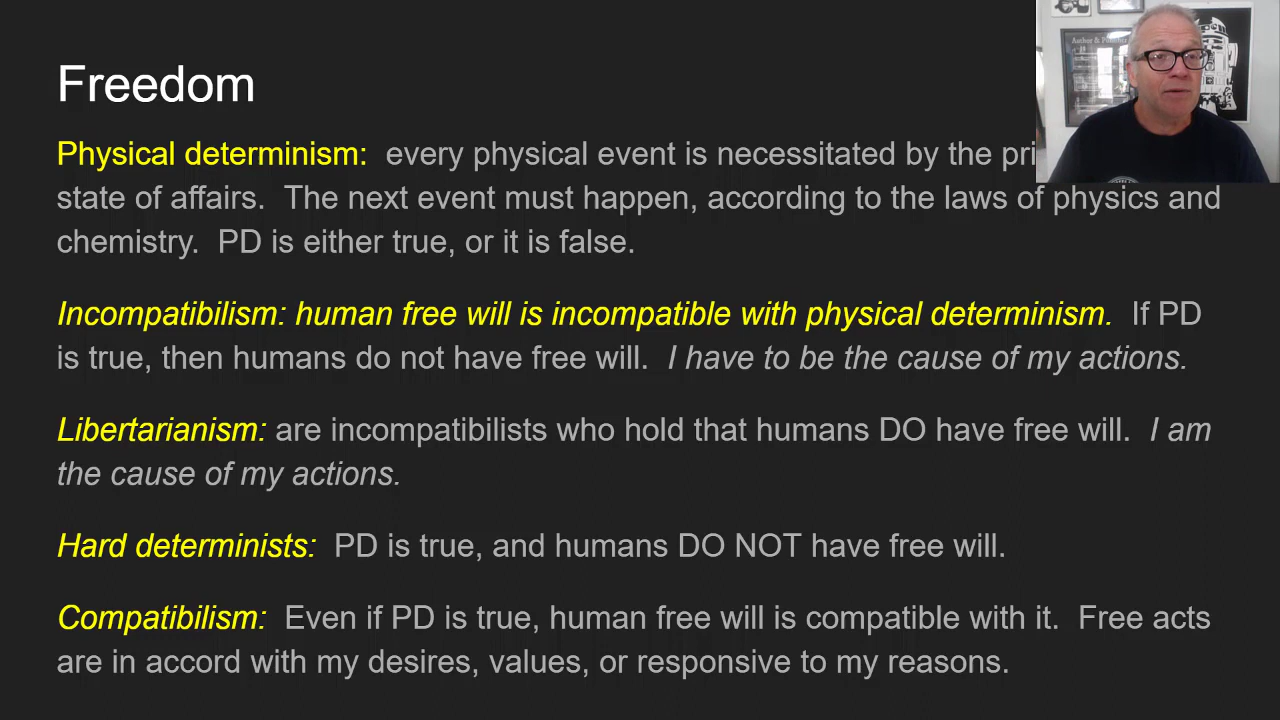 Freedom
Author &
Physical determinism: every physical event is necessitated by the
state of affairs. The next event must happen, according to the laws of physics and
chemistry. PD is either true, or it is false.
Incompatibilism: human free will is incompatible with physical determinism. If PD
is true, then humans do not have free will. I have to be the cause of my actions.
Libertarianism: are incompatibilists who hold that humans DO have free will. I am
the cause of my actions.
Hard determinists: PD is true, and humans DO NOT have free will.
Compatibilism: Even if PD is true, human free will is compatible with it. Free acts
are in accord with my desires, values, or responsive to my reasons.